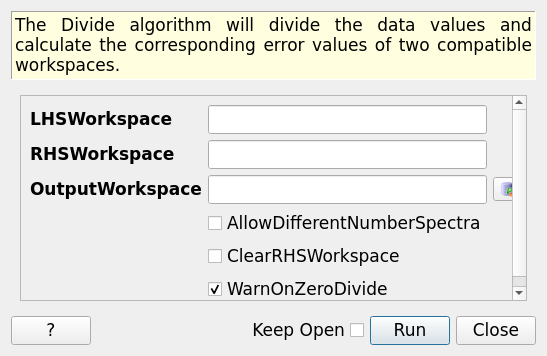 The Divide algorithm will divide the data values and
calculate the corresponding error values of two compatible
workspaces.
LHSWorkspace
RHSWorkspace
OutputWorkspace
AllowDifferentNumberSpectra
ClearRHSWorkspace
WarnOnZeroDivide
? Keep Open Run Close